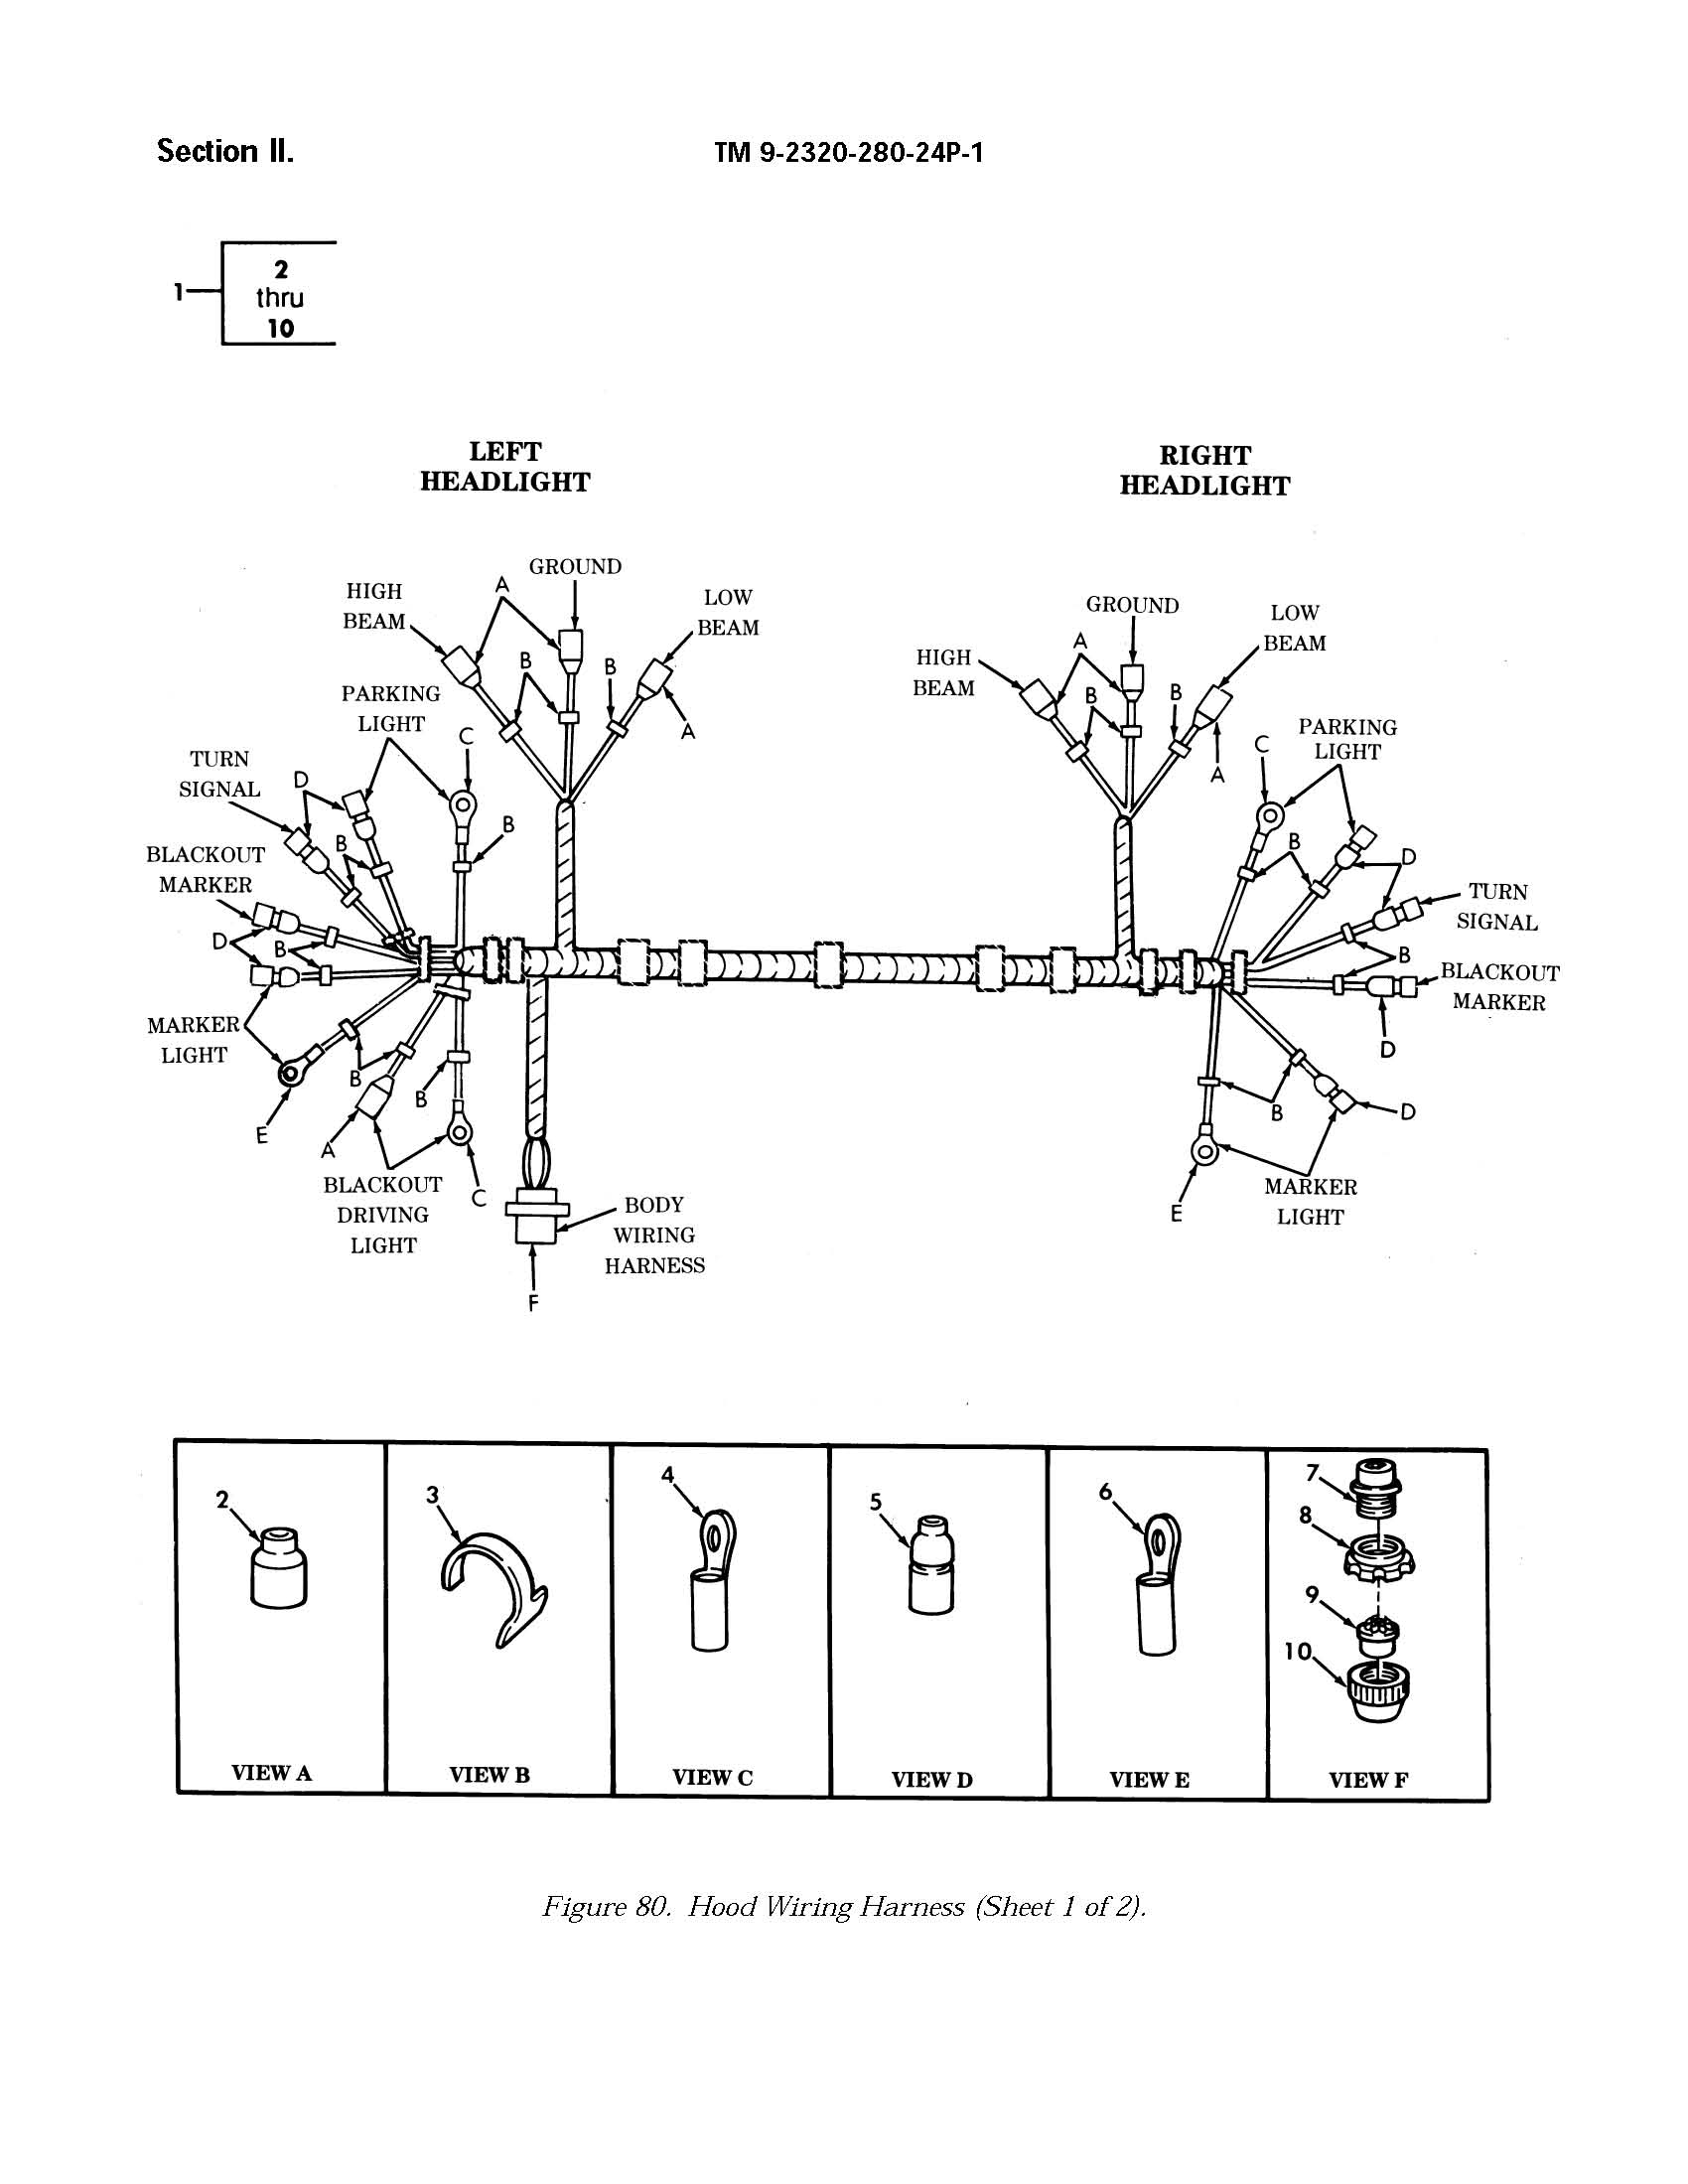 Section II.
TM 9-2320-280-24P-1
1
2
thru
10
LEFT
HEADLIGHT
RIGHT
HEADLIGHT
GROUND
A
HIGH
BEAM
LOW
BEAM
B
B
A
PARKING
LIGHT
C
TURN
SIGNAL
D
B
B
BLACKOUT
MARKER
D
B
MARKER
LIGHT
B
B
E
A
BLACKOUT
DRIVING
LIGHT
C
BODY
WIRING
HARNESS
F
GROUND
A
HIGH
BEAM
LOW
BEAM
B
B
A
C
PARKING
LIGHT
B
D
TURN
SIGNAL
B
BLACKOUT
MARKER
D
B
D
E
MARKER
LIGHT
2
3
4
5
6
7
8
9
10
VIEW A
VIEW B
VIEW C
VIEW D
VIEW E
VIEW F
Figure 80. Hood Wiring Harness (Sheet 1 of 2).